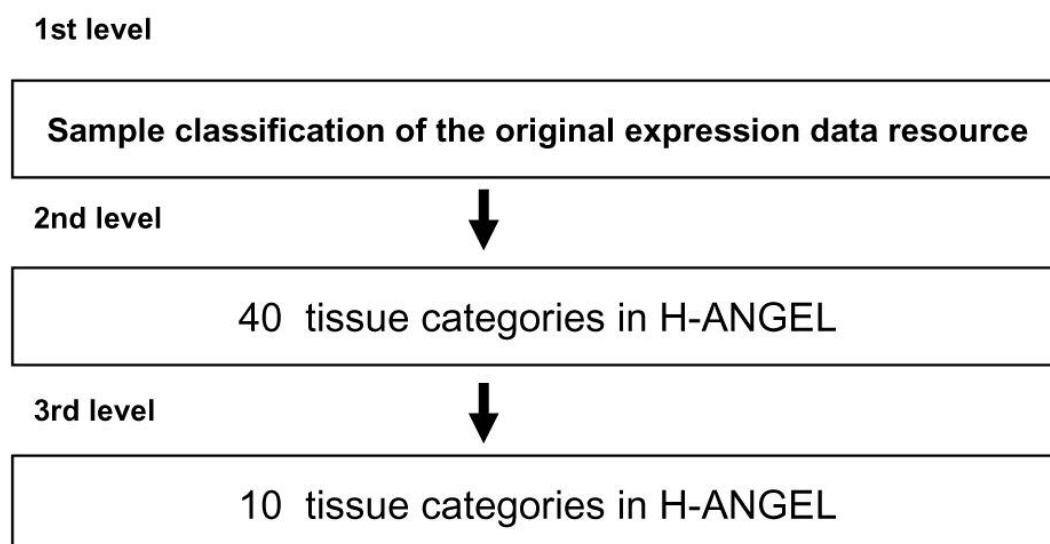 1st level
Sample classification of the original expression data resource
2nd level
40 tissue categories in H-ANGEL
3rd level
10 tissue categories in H-ANGEL